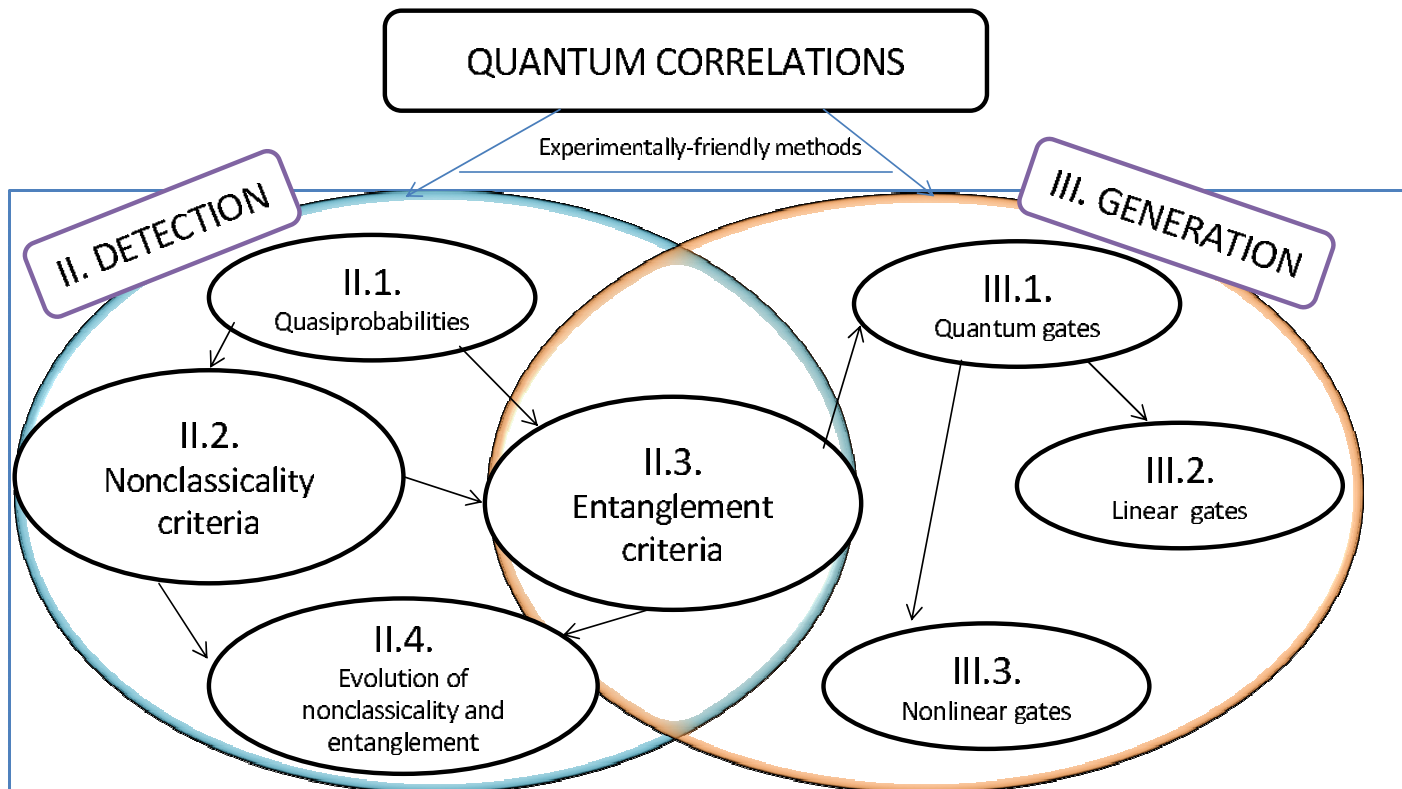 QUANTUM CORRELATIONS
Experimentally-friendly methods
II. DETECTION
III. GENERATION
II.1.
Quasiprobabilities
III.1.
Quantum gates
II.2.
Nonclassicality
criteria
II.3.
Entanglement
criteria
III.2.
Linear gates
II.4.
Evolution of
nonclassicality and
entanglement
III.3.
Nonlinear gates